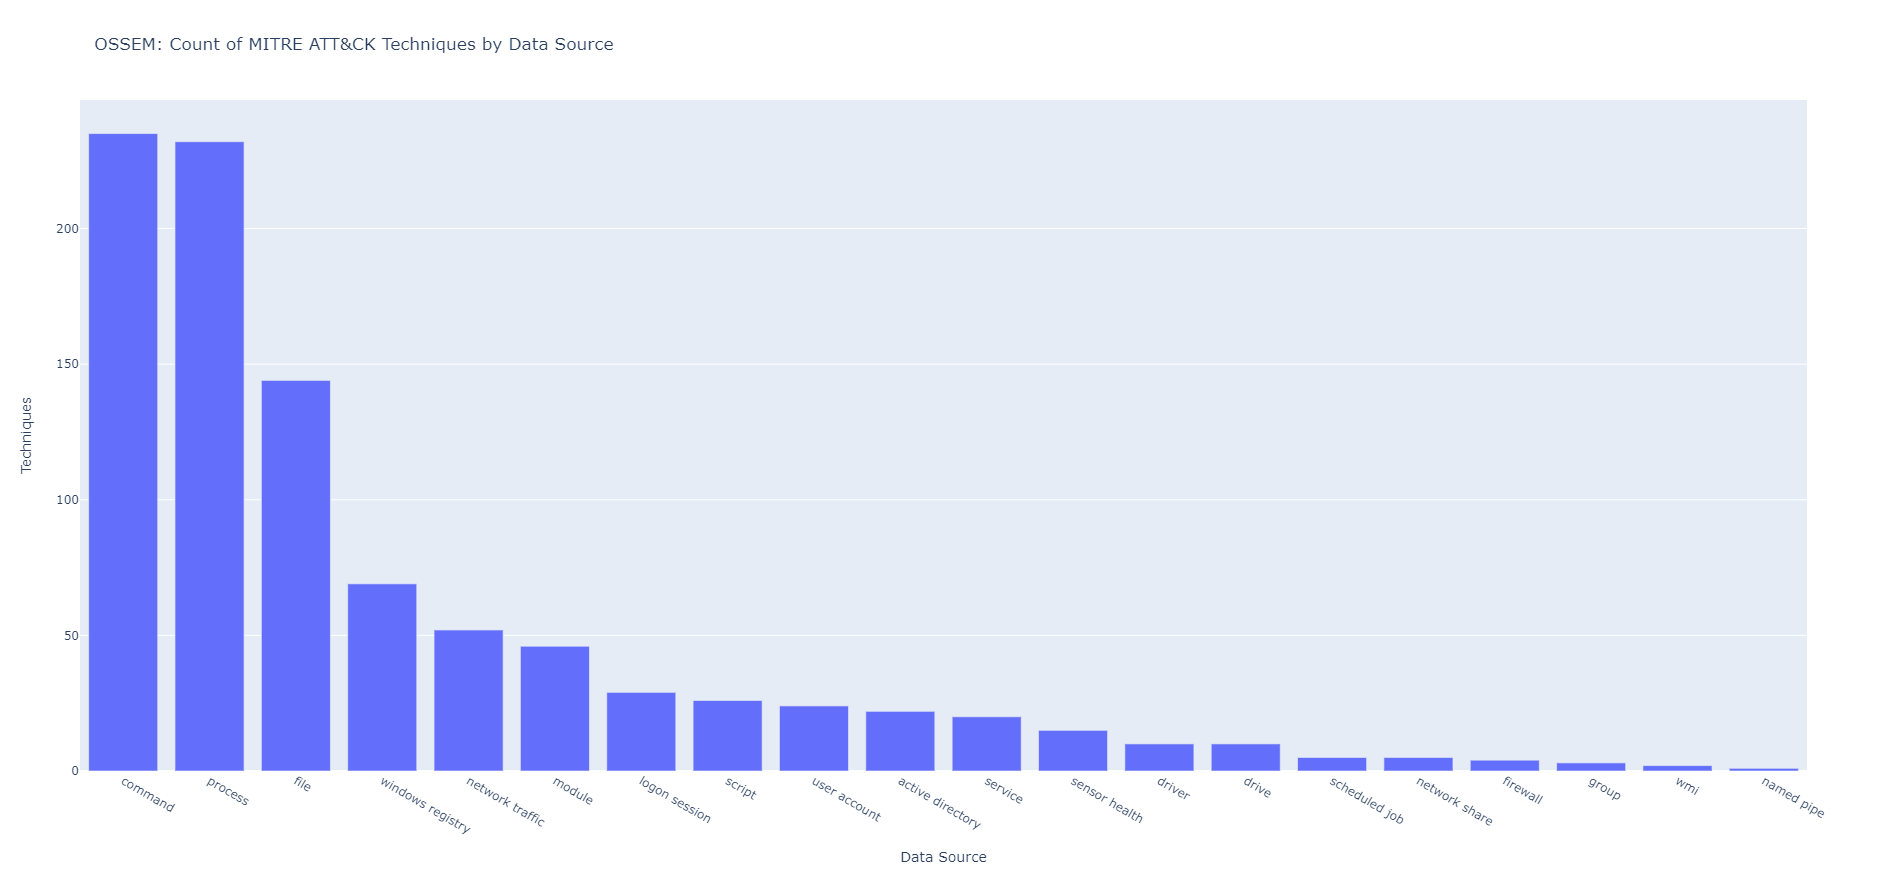 OSSEM: Count of MITRE ATT&CK Techniques by Data Source
Techniques
200
150
100
50
0
command
process
file
windows registry
network traffic
module
logon session
script
user account
active directory
service
sensor health
driver
drive
scheduled job
network share
firewall
group
wmi
named pipe
Data Source